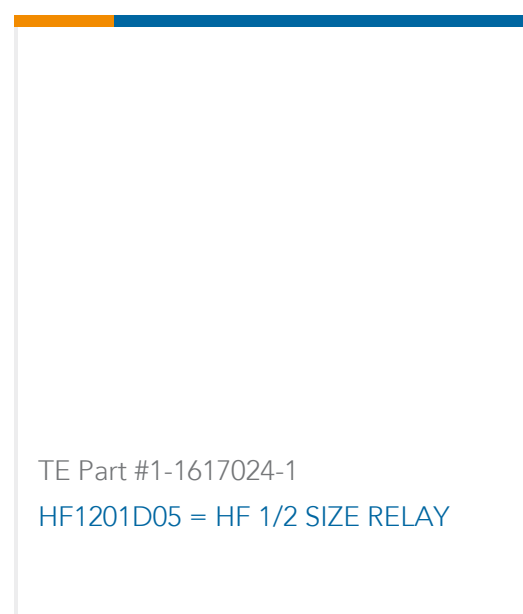 TE Part #1-1617024-1
HF1201D05 = HF 1/2 SIZE RELAY